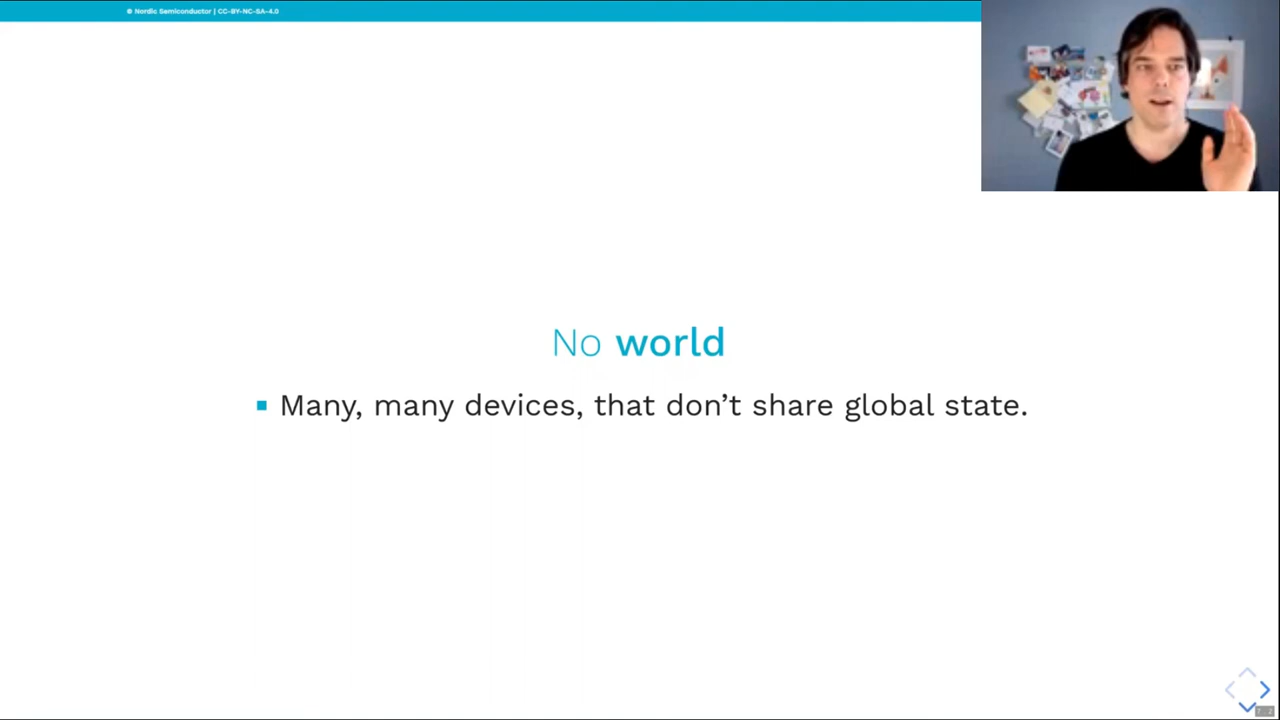 © Nordic Semiconductor | CC-BY-NC-SA-4.0
No world
Many, many devices, that don’t share global state.